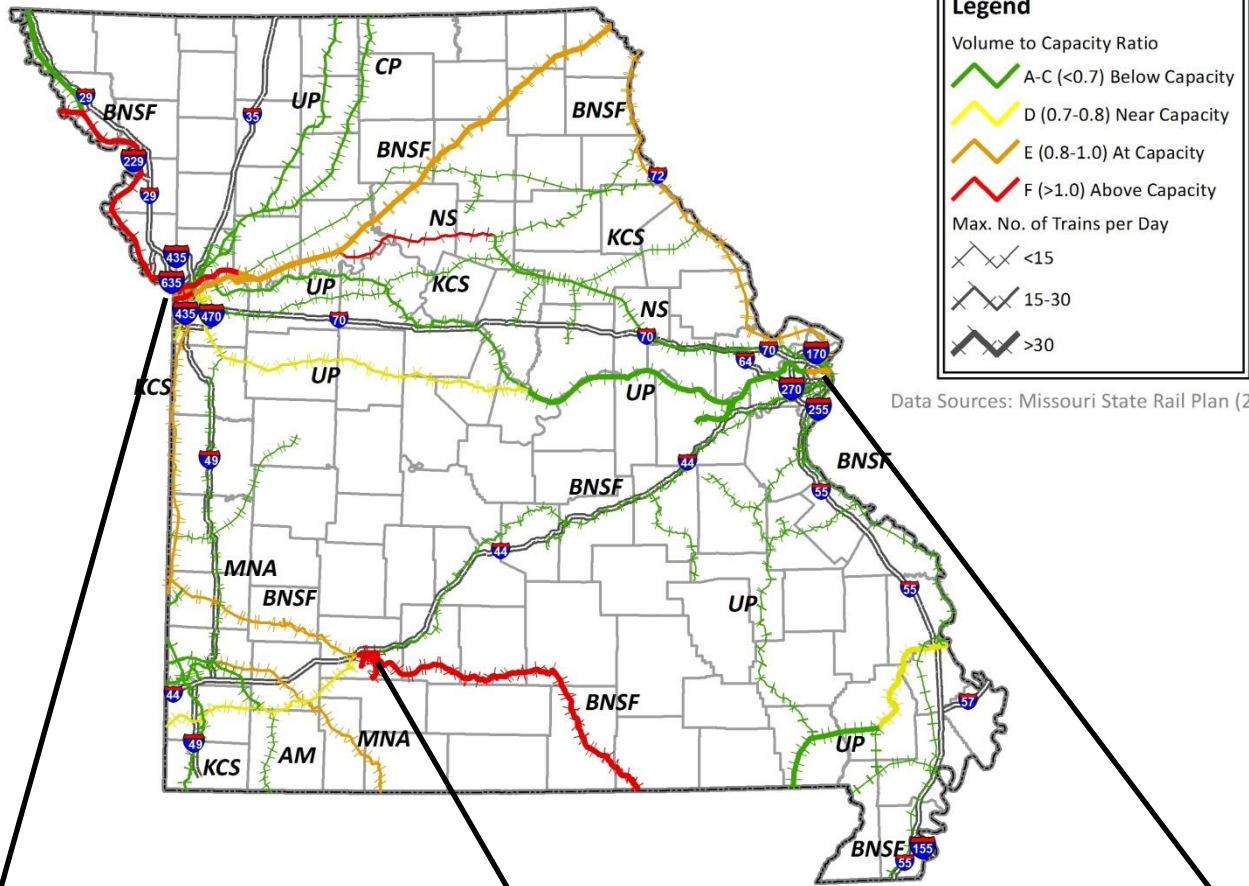 Legend
Volume to Capacity Ratio
A-C (<0.7) Below Capacity
D (0.7-0.8) Near Capacity
E (0.8-1.0) At Capacity
F (>1.0) Above Capacity
Max. No. of Trains per Day
<15
15-30
>30
Data Sources: Missouri State Rail Plan (2
CP
29
BNSF
UP
35
BNSF
BNSF
229
72
29
NS
KCS
435
635
UP
KCS
435
470
70
NS
70
70
170
64
KCS
UP
UP
270
255
49
44
BNSF
BNSF
55
44
MNA
BNSF
55
UP
44
BNSF
57
49
MNA
UP
KCS
AM
BNSF
155
55